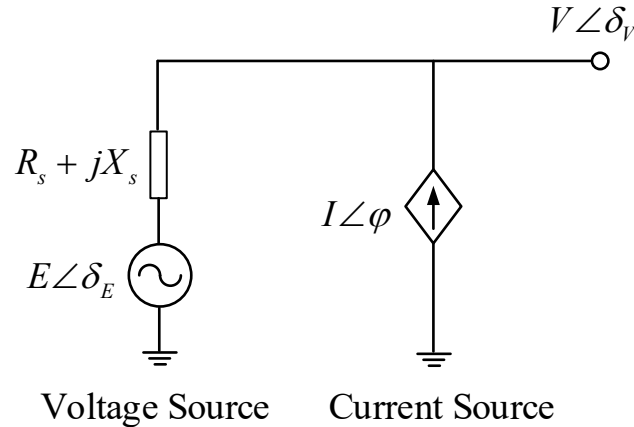 V∠δ_V
R_s + jX_s
I∠φ
E∠δ_E
Voltage Source Current Source